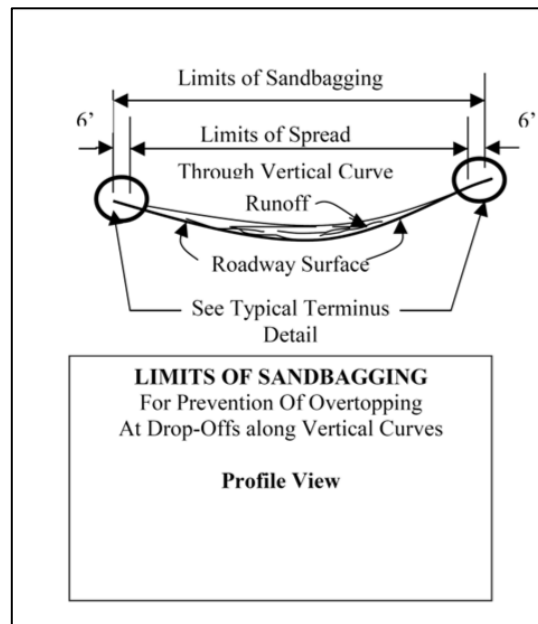 Limits of Sandbagging
6’
6’
Limits of Spread
Through Vertical Curve
Runoff
Roadway Surface
See Typical Terminus
Detail
LIMITS OF SANDBAGGING
For Prevention Of Overtopping
At Drop-Offs along Vertical Curves
Profile View